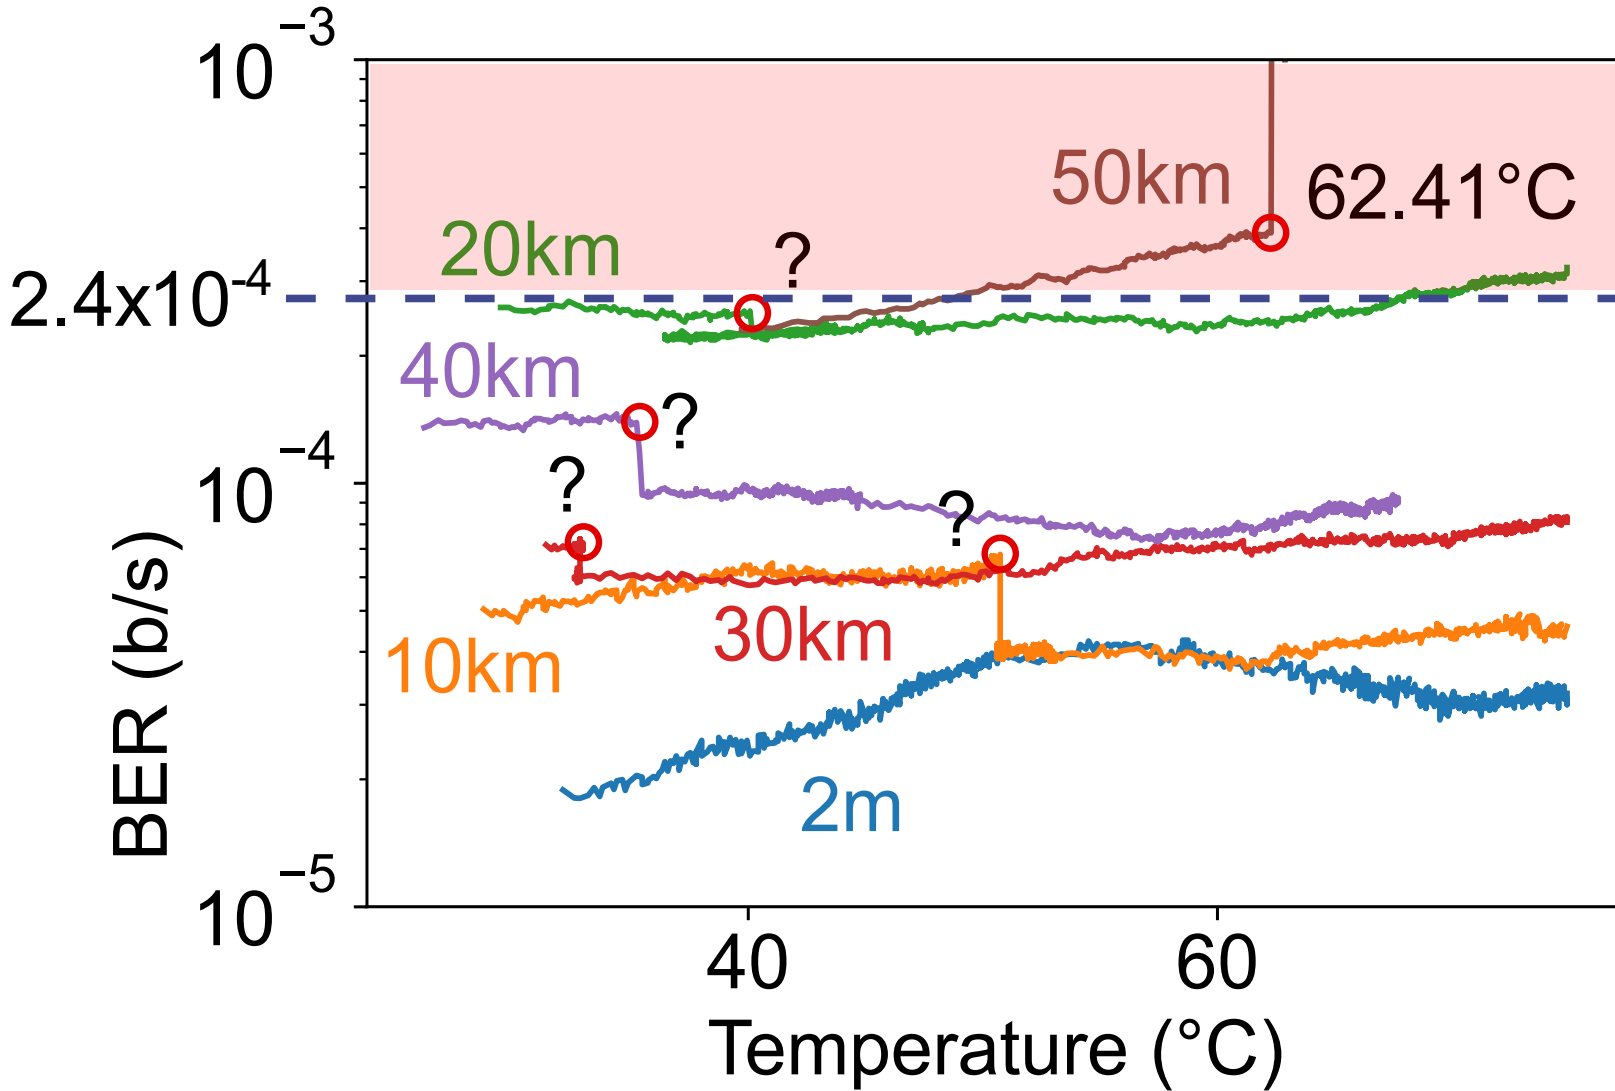 10⁻³
50km
62.41°C
20km
?
2.4x10⁻⁴
40km
?
10⁻⁴
?
?
30km
10km
2m
10⁻⁵
40
60
BER (b/s)
Temperature (°C)